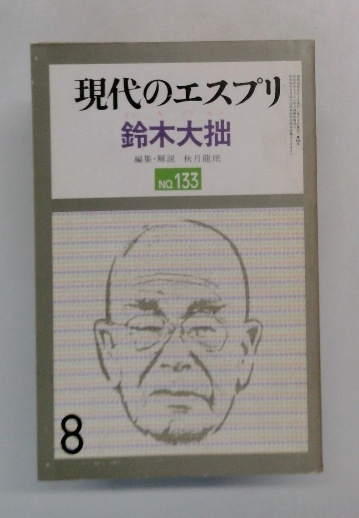 現代のエスプリ
鈴木大拙
編集・解説 秋月龍珉
NO.133
8